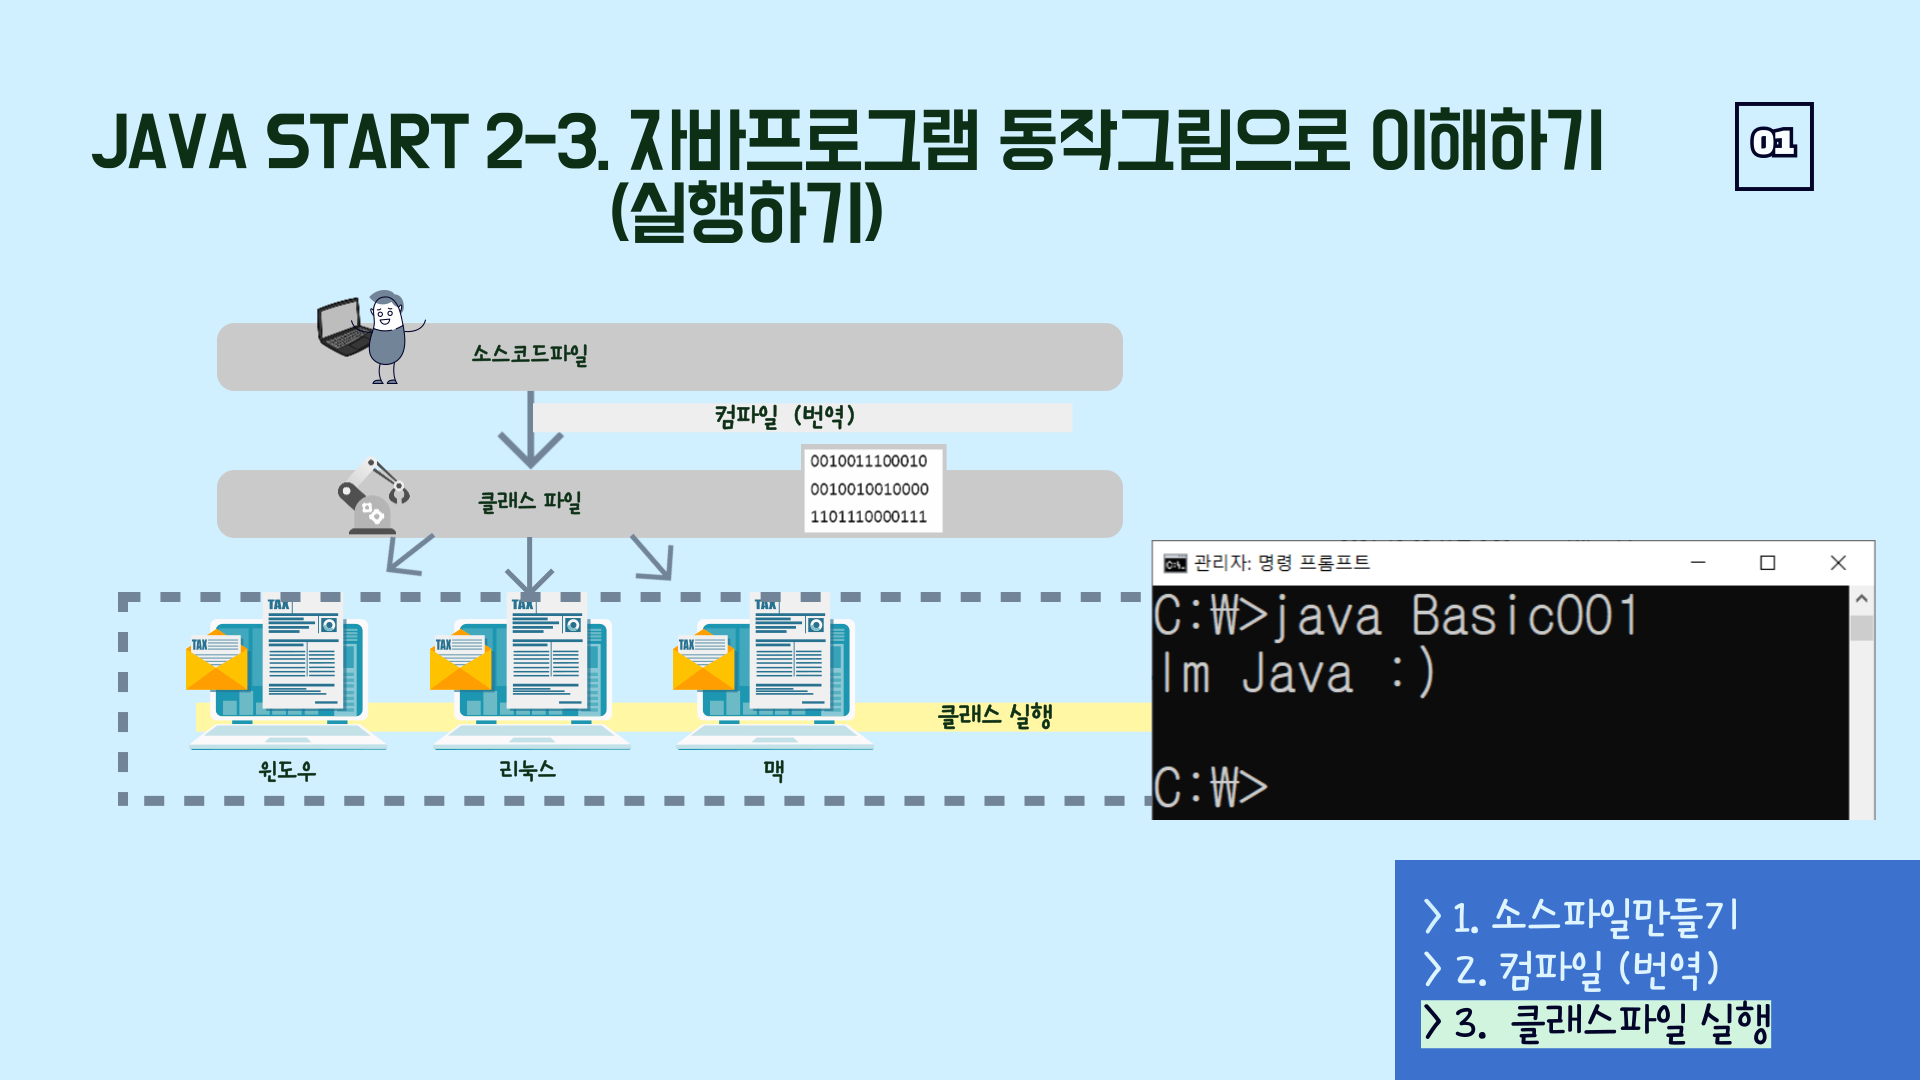 JAVA START 2-3. 자바프로그램 동작그림으로 이해하기
(실행하기)
01
소스코드파일
컴파일 (번역)
클래스 파일
0010011100010
0010010010000
1101110000111
TAX
TAX
TAX
TAX
TAX
TAX
클래스 실행
윈도우
리눅스
맥
관리자: 명령 프롬프트
C:₩>java Basic001
Im Java :)
C:₩>
> 1. 소스파일만들기
> 2. 컴파일 (번역)
> 3. 클래스파일 실행